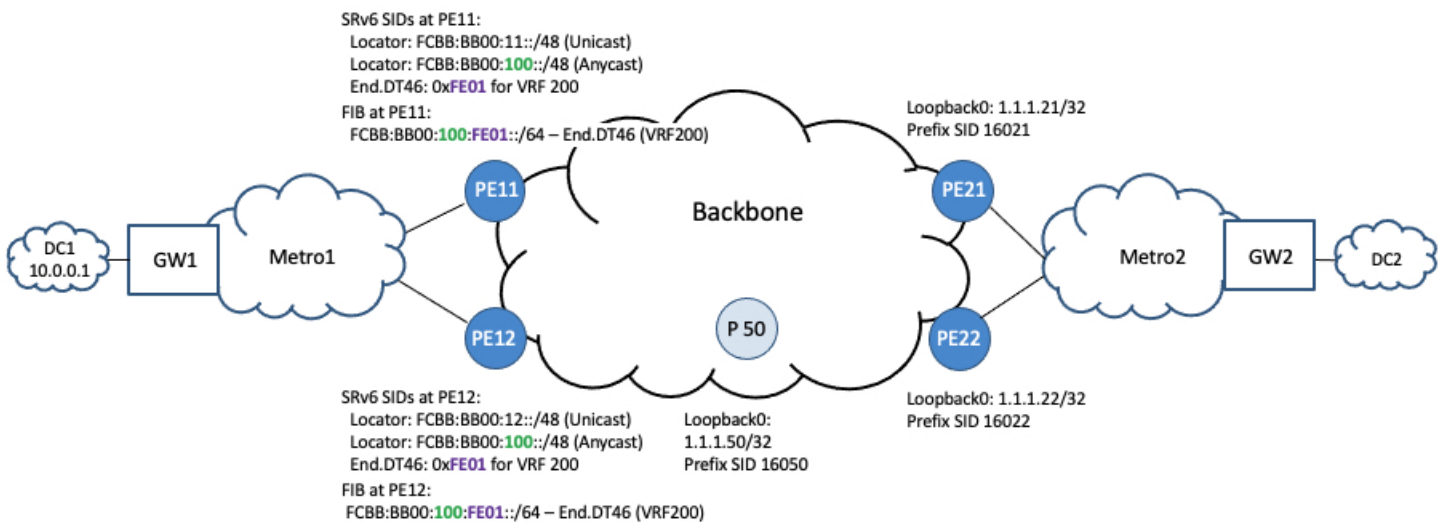 SRv6 SIDs at PE11:
Locator: FCBB:BB00:11::/48 (Unicast)
Locator: FCBB:BB00:100::/48 (Anycast)
End.DT46: 0xFE01 for VRF 200
FIB at PE11:
FCBB:BB00:100:FE01::/64 – End.DT46 (VRF200)
Loopback0: 1.1.1.21/32
Prefix SID 16021
PE11
PE21
Backbone
DC1
10.0.0.1
GW1
Metro1
Metro2
GW2
DC2
P 50
PE12
PE22
SRv6 SIDs at PE12:
Locator: FCBB:BB00:12::/48 (Unicast)
Locator: FCBB:BB00:100::/48 (Anycast)
End.DT46: 0xFE01 for VRF 200
FIB at PE12:
FCBB:BB00:100:FE01::/64 – End.DT46 (VRF200)
Loopback0:
1.1.1.50/32
Prefix SID 16050
Loopback0: 1.1.1.22/32
Prefix SID 16022